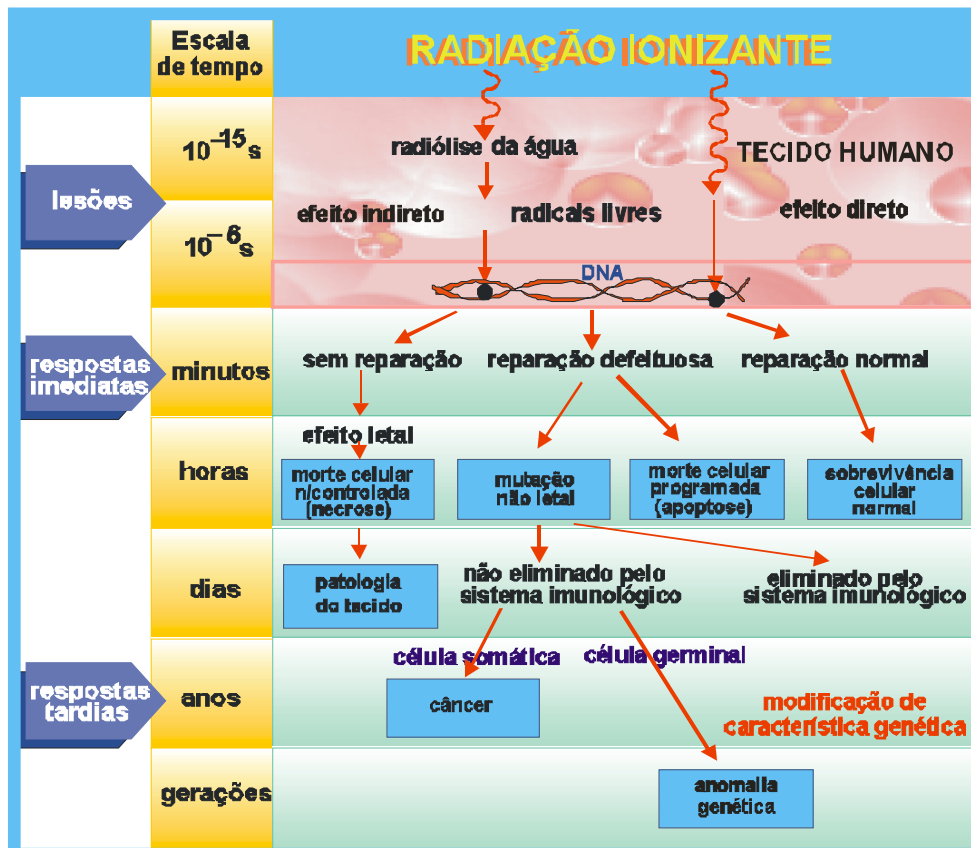 Escala
de tempo
RADIAÇÃO IONIZANTE
10⁻¹⁵ s
radiólise da água
TECIDO HUMANO
lesões
efeito indireto
radicais livres
efeito direto
10⁻⁶ s
DNA
respostas
imediatas
minutos
sem reparação
reparação defeituosa
reparação normal
horas
efeito letal
morte celular
n/controlada
(necrose)
mutação
não letal
morte celular
programada
(apoptose)
sobrevivência
celular
normal
dias
patologia
do tecido
não eliminado pelo
sistema imunológico
eliminado pelo
sistema imunológico
respostas
tardias
anos
célula somática
célula germinal
câncer
modificação de
característica genética
gerações
anomalia
genética